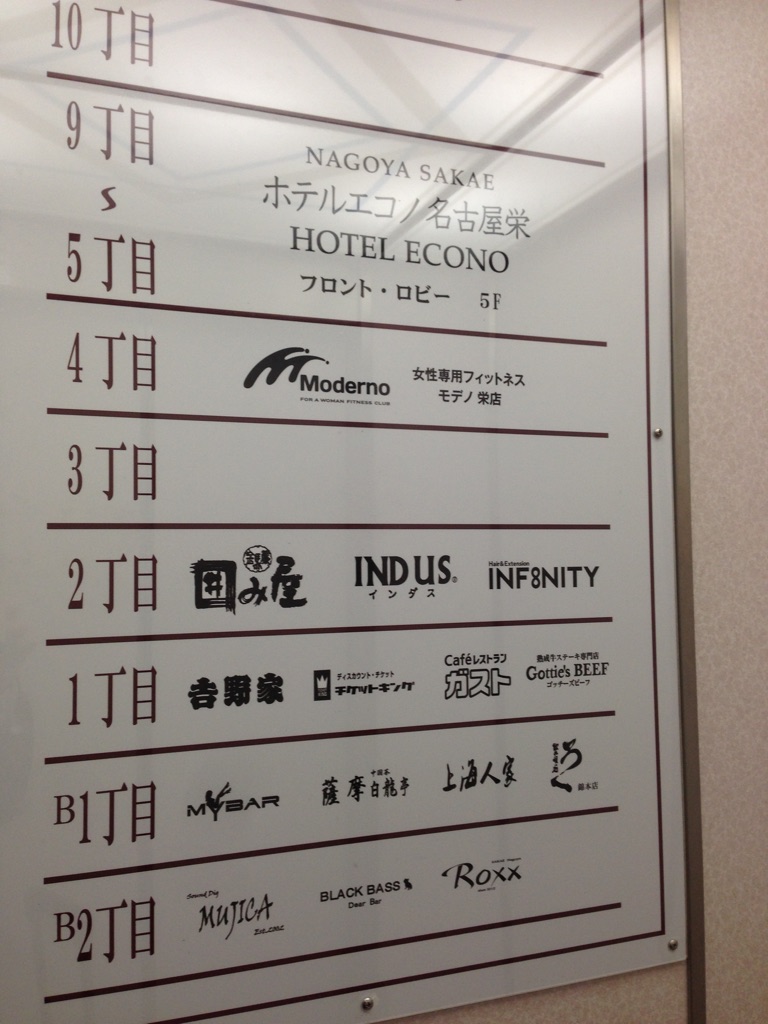 10丁目
9丁目
S
5丁目
NAGOYA SAKAE
ホテルエコノ名古屋栄
HOTEL ECONO
フロント・ロビー 5F
4丁目
Moderno
FOR A WOMAN FITNESS CLUB
女性専用フィットネス
モデノ 栄店
3丁目
2丁目
囲み屋
INDUS
インダス
Hair&Extension
INF8NITY
1丁目
吉野家
ディスカウント・チケット
チケットキング
Caféレストラン
ガスト
熟成牛ステーキ専門店
Gottie's BEEF
ゴッチーズビーフ
B1丁目
MYBAR
薩摩白龍亭
上海人家
錦本店
B2丁目
Sound Dig
MUJICA
BLACK BASS
Dear Bar
ROXX